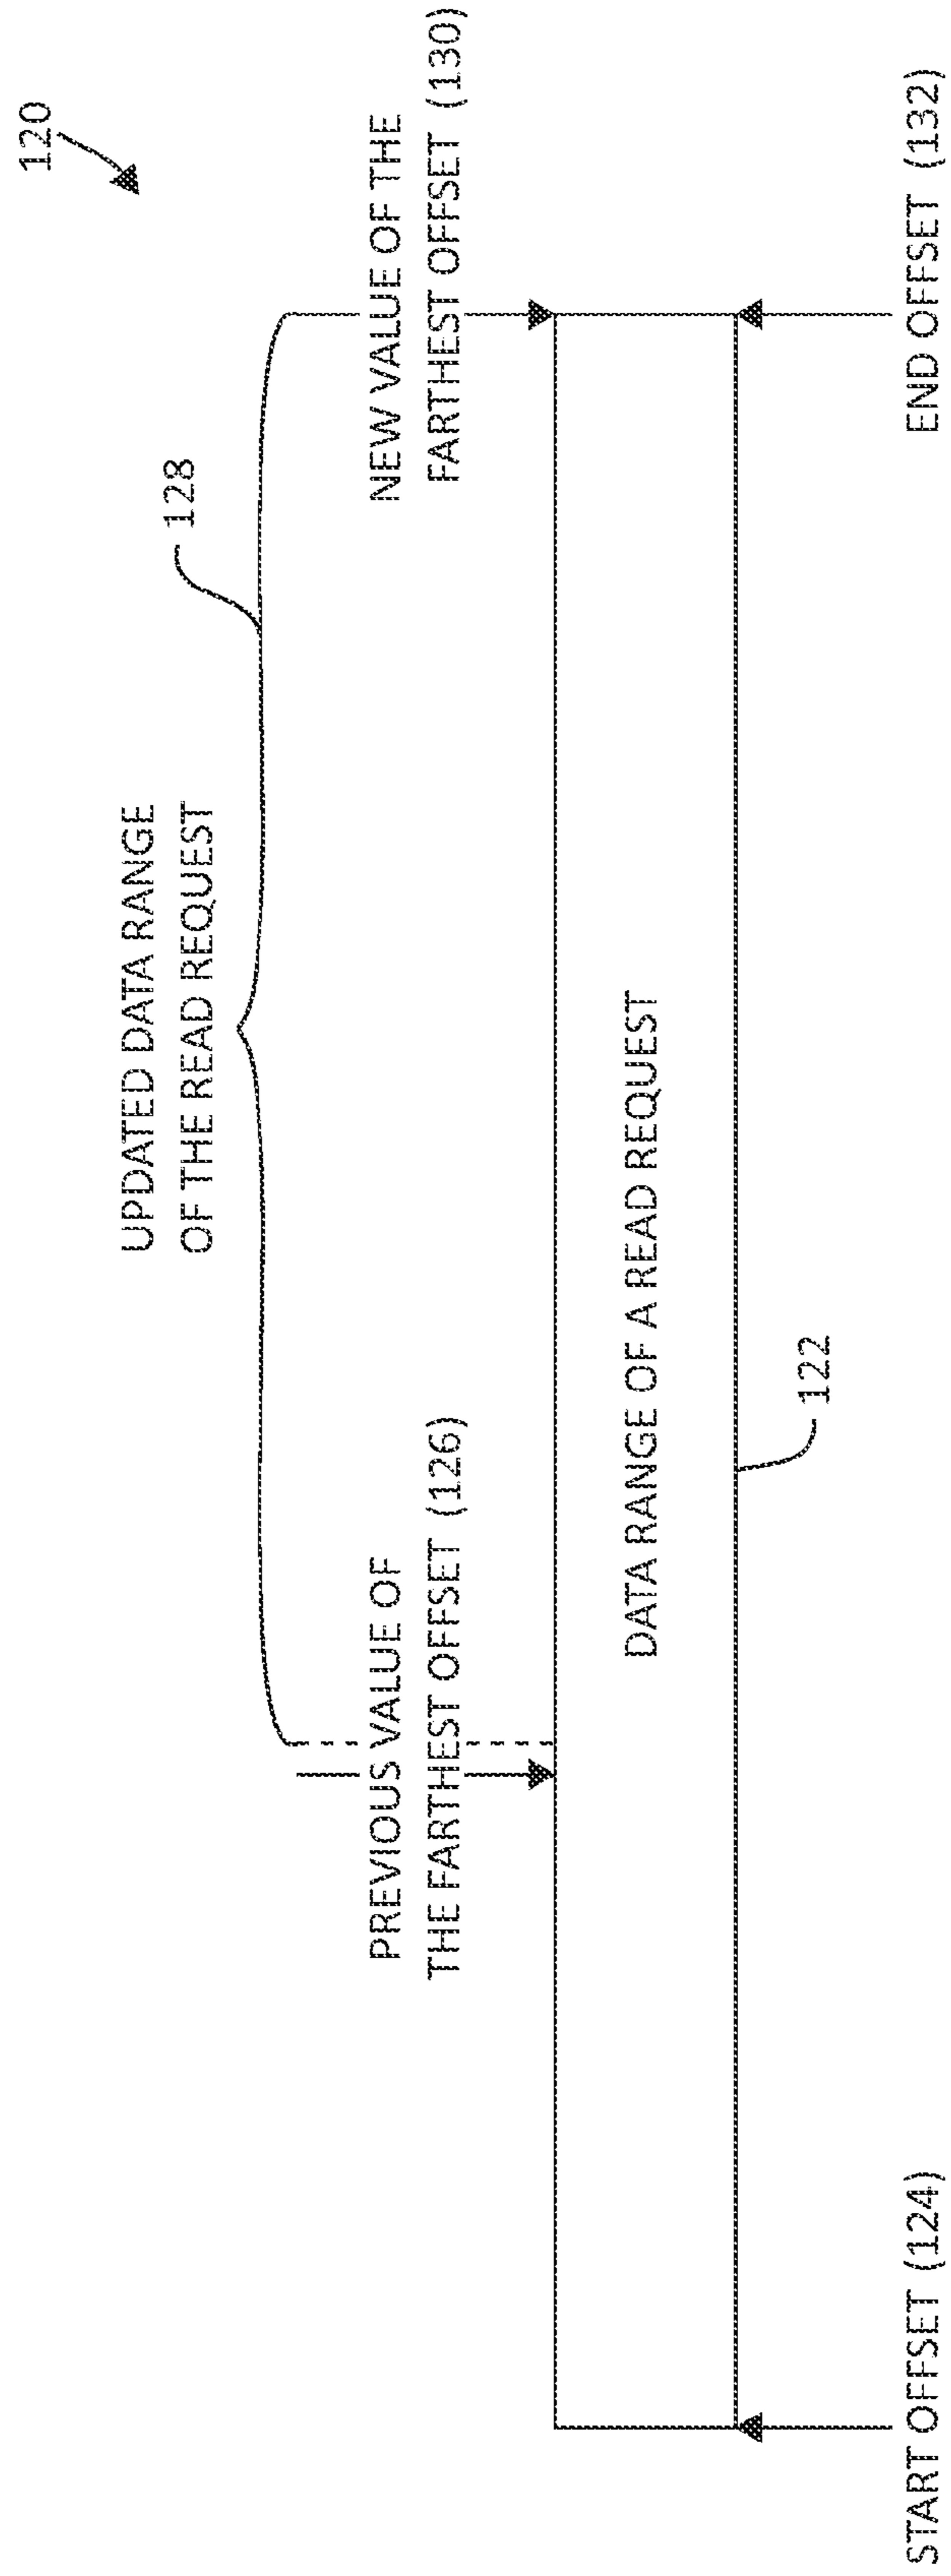 120
UPDATED DATA RANGE
OF THE READ REQUEST
128
PREVIOUS VALUE OF
THE FARTHEST OFFSET (126)
NEW VALUE OF THE
FARTHEST OFFSET (130)
DATA RANGE OF A READ REQUEST
122
START OFFSET (124)
END OFFSET (132)